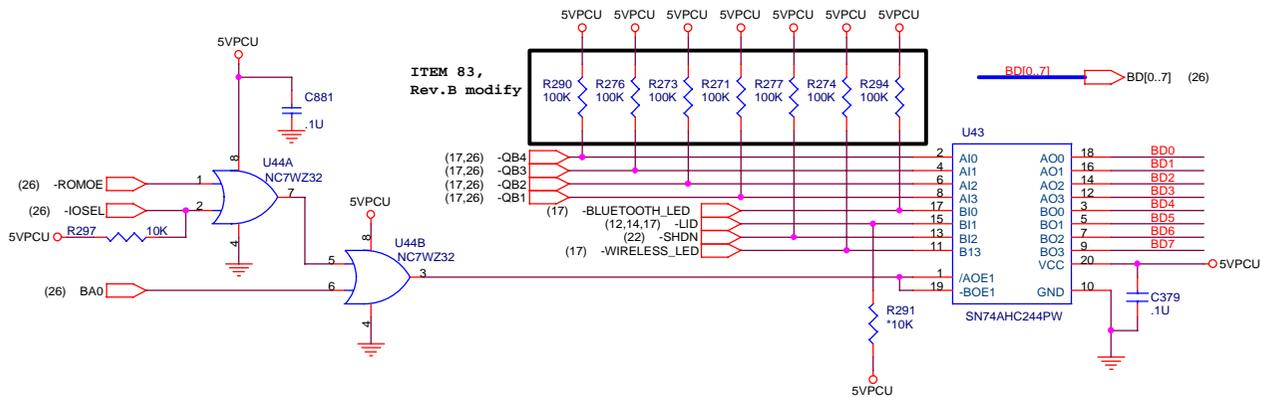 5VPCU 5VPCU 5VPCU 5VPCU 5VPCU 5VPCU 5VPCU
5VPCU
ITEM 83,
Rev.B modify
R290 R276 R273 R271 R277 R274 R294
100K 100K 100K 100K 100K 100K 100K
BD[0..7] BD[0..7] (26)
C881
.1U
U43
8 U44A
NC7WZ32
(17,26) -QB4 2 AI0 AO0 18 BD0
(17,26) -QB3 4 AI1 AO1 16 BD1
(17,26) -QB2 6 AI2 AO2 14 BD2
(17,26) -QB1 8 AI3 AO3 12 BD3
(26) -ROMOE 1 7
(26) -IOSEL 2
(17) -BLUETOOTH_LED 17 BI0 BO0 3 BD4
(12,14,17) -LID 15 BI1 BO1 5 BD5
(22) -SHDN 13 BI2 BO2 7 BD6
(17) -WIRELESS_LED 11 B13 BO3 9 BD7
VCC 20 5VPCU
5VPCU R297 10K
4
5VPCU
8 U44B
NC7WZ32
5 3
(26) BA0 6
4
1 /AOE1
19 -BOE1 GND 10
C379
.1U
SN74AHC244PW
R291
*10K
5VPCU